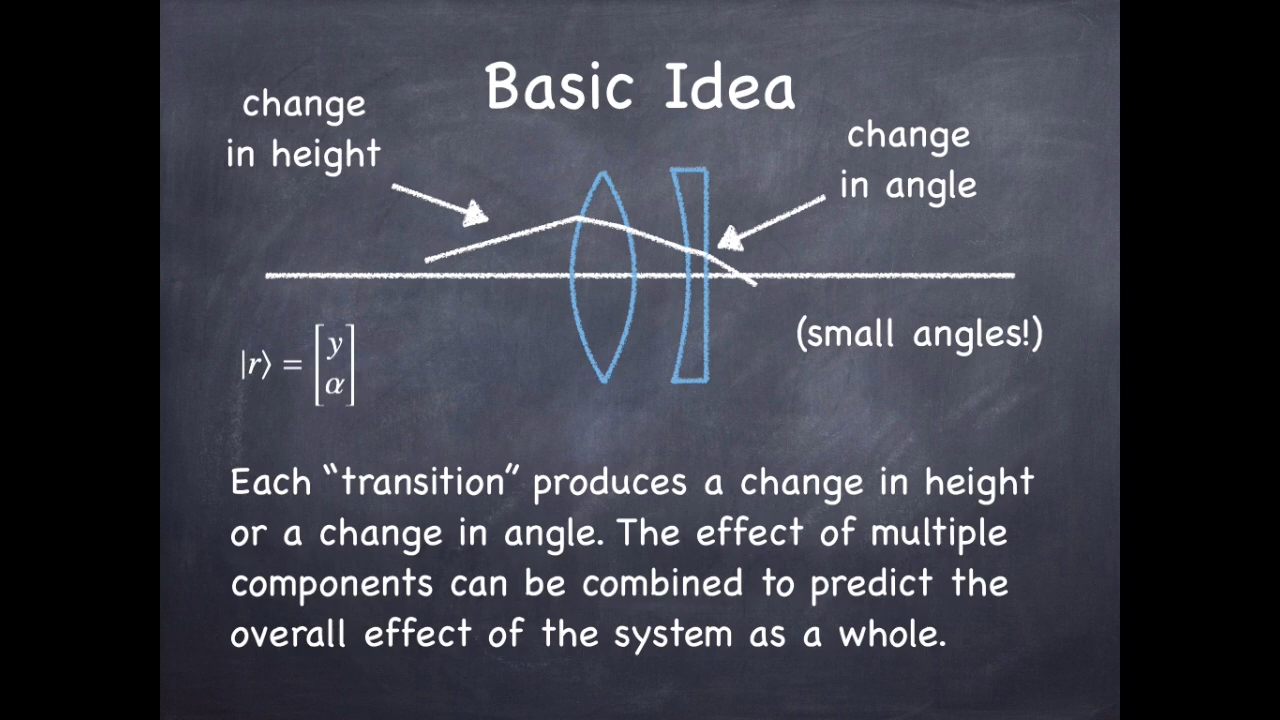 Basic Idea
change
in height
change
in angle
(small angles!)
|r⟩ = [y
α]
Each “transition” produces a change in height
or a change in angle. The effect of multiple
components can be combined to predict the
overall effect of the system as a whole.